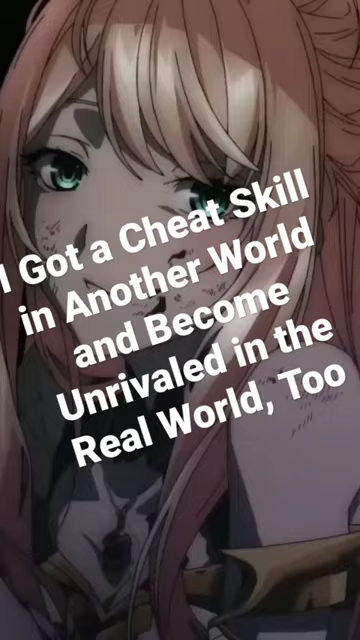 I Got a Cheat Skill
in Another World
and Become
Unrivaled in the
Real World, Too